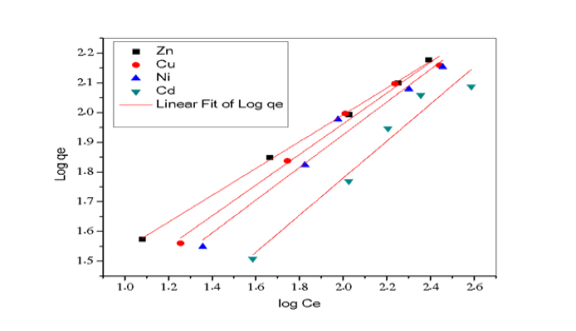 2.2
2.1
2.0
1.9
1.8
1.7
1.6
1.5
Log qe
Zn
Cu
Ni
Cd
Linear Fit of Log qe
1.0 1.2 1.4 1.6 1.8 2.0 2.2 2.4 2.6
log Ce